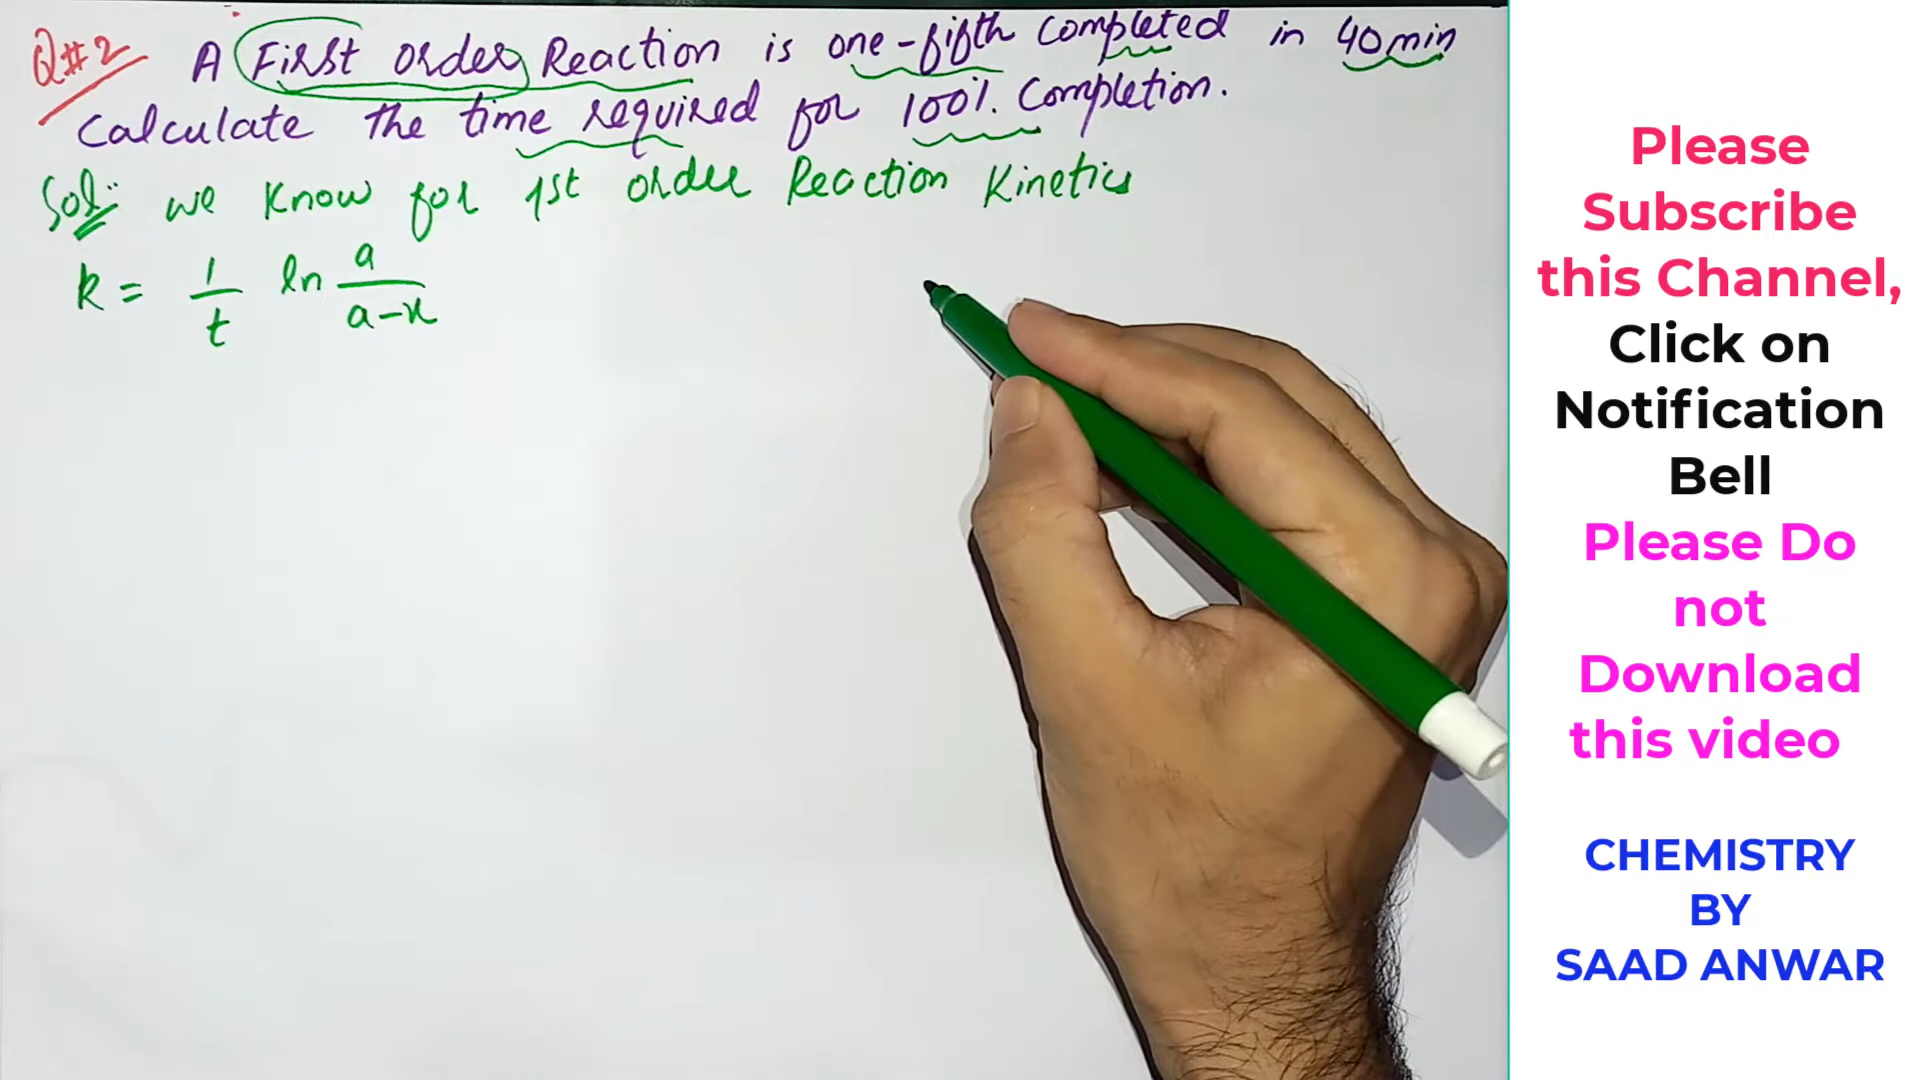 Q#2 A First Order Reaction is one-fifth Completed in 40min
Calculate the time required for 100%. Completion.
Sol:- we know for 1st order Reaction Kinetics
k = 1/t ln a/a-x
Please
Subscribe
this Channel,
Click on
Notification
Bell
Please Do
not
Download
this video
CHEMISTRY
BY
SAAD ANWAR